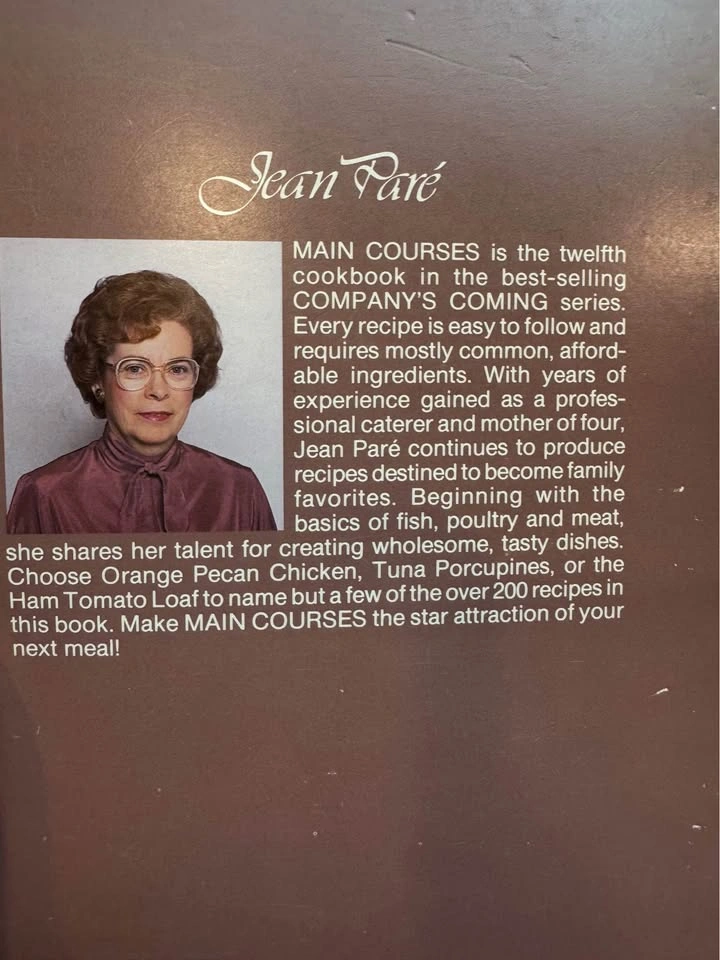 Jean Paré
MAIN COURSES is the twelfth
cookbook in the best-selling
COMPANY'S COMING series.
Every recipe is easy to follow and
requires mostly common, afford-
able ingredients. With years of
experience gained as a profes-
sional caterer and mother of four,
Jean Paré continues to produce
recipes destined to become family
favorites. Beginning with the
basics of fish, poultry and meat,
she shares her talent for creating wholesome, tasty dishes.
Choose Orange Pecan Chicken, Tuna Porcupines, or the
Ham Tomato Loaf to name but a few of the over 200 recipes in
this book. Make MAIN COURSES the star attraction of your
next meal!